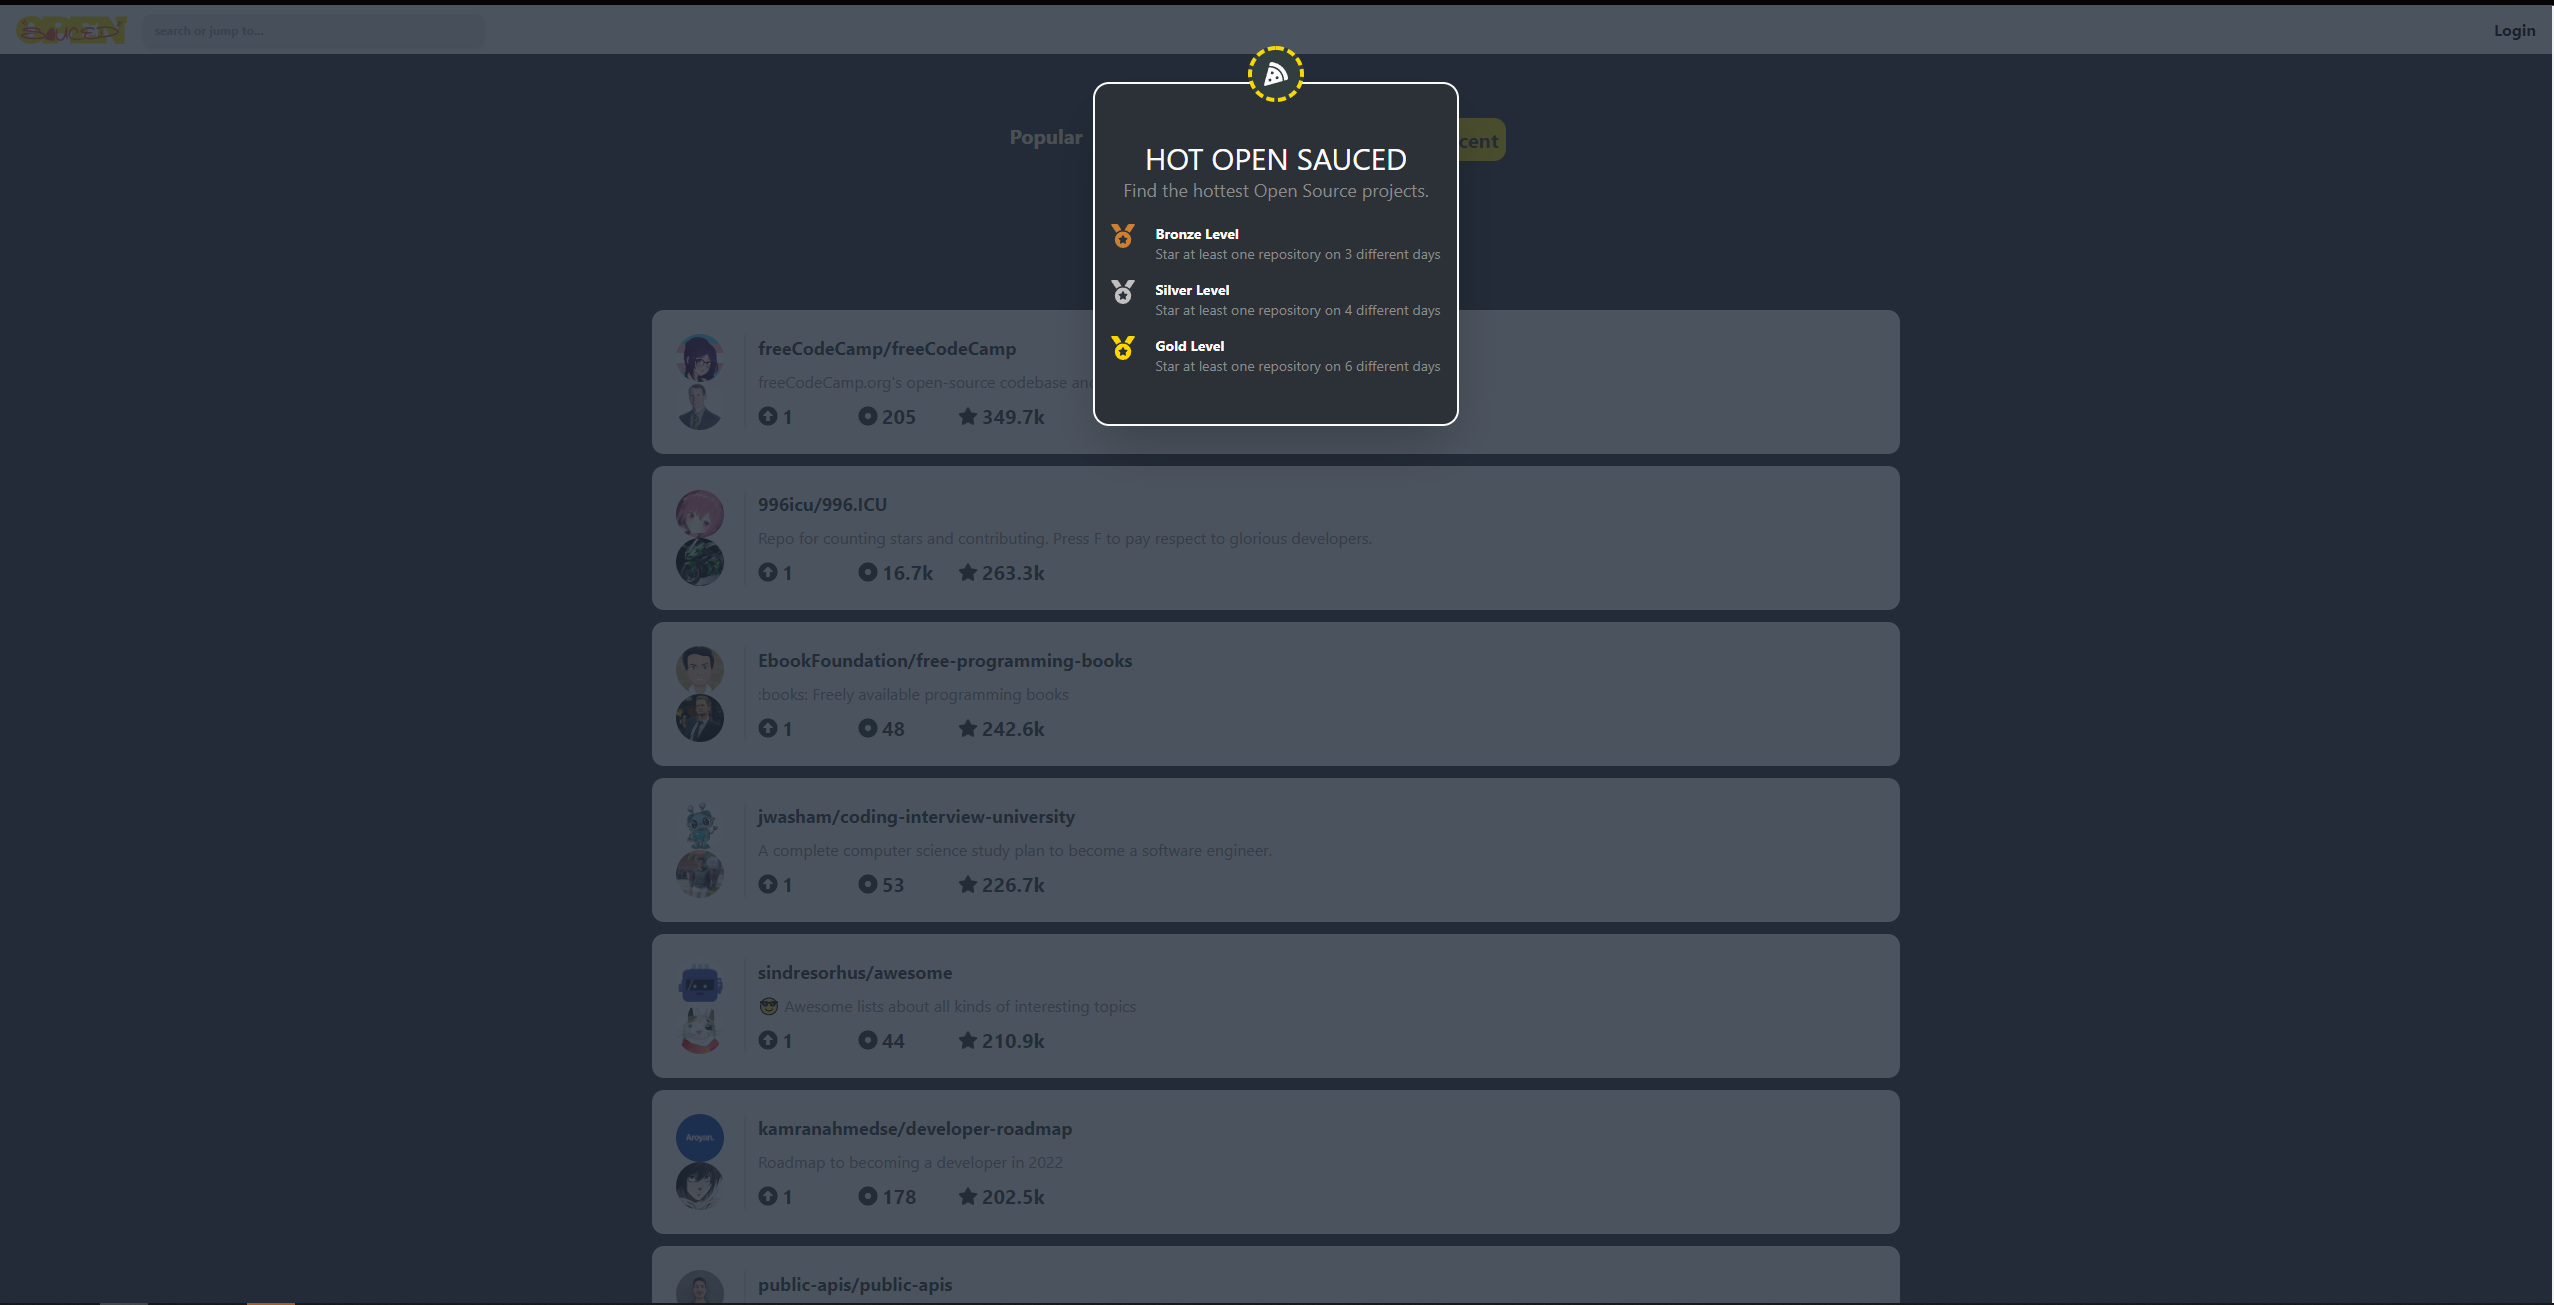 OPEN
SAUCED
search or jump to...
Login
Popular
cent
HOT OPEN SAUCED
Find the hottest Open Source projects.
Bronze Level
Star at least one repository on 3 different days
Silver Level
Star at least one repository on 4 different days
Gold Level
Star at least one repository on 6 different days
freeCodeCamp/freeCodeCamp
freeCodeCamp.org's open-source codebase and
1 205 349.7k
996icu/996.ICU
Repo for counting stars and contributing. Press F to pay respect to glorious developers.
1 16.7k 263.3k
EbookFoundation/free-programming-books
:books: Freely available programming books
1 48 242.6k
jwasham/coding-interview-university
A complete computer science study plan to become a software engineer.
1 53 226.7k
sindresorhus/awesome
😎 Awesome lists about all kinds of interesting topics
1 44 210.9k
Aroyan.
kamranahmedse/developer-roadmap
Roadmap to becoming a developer in 2022
1 178 202.5k
public-apis/public-apis